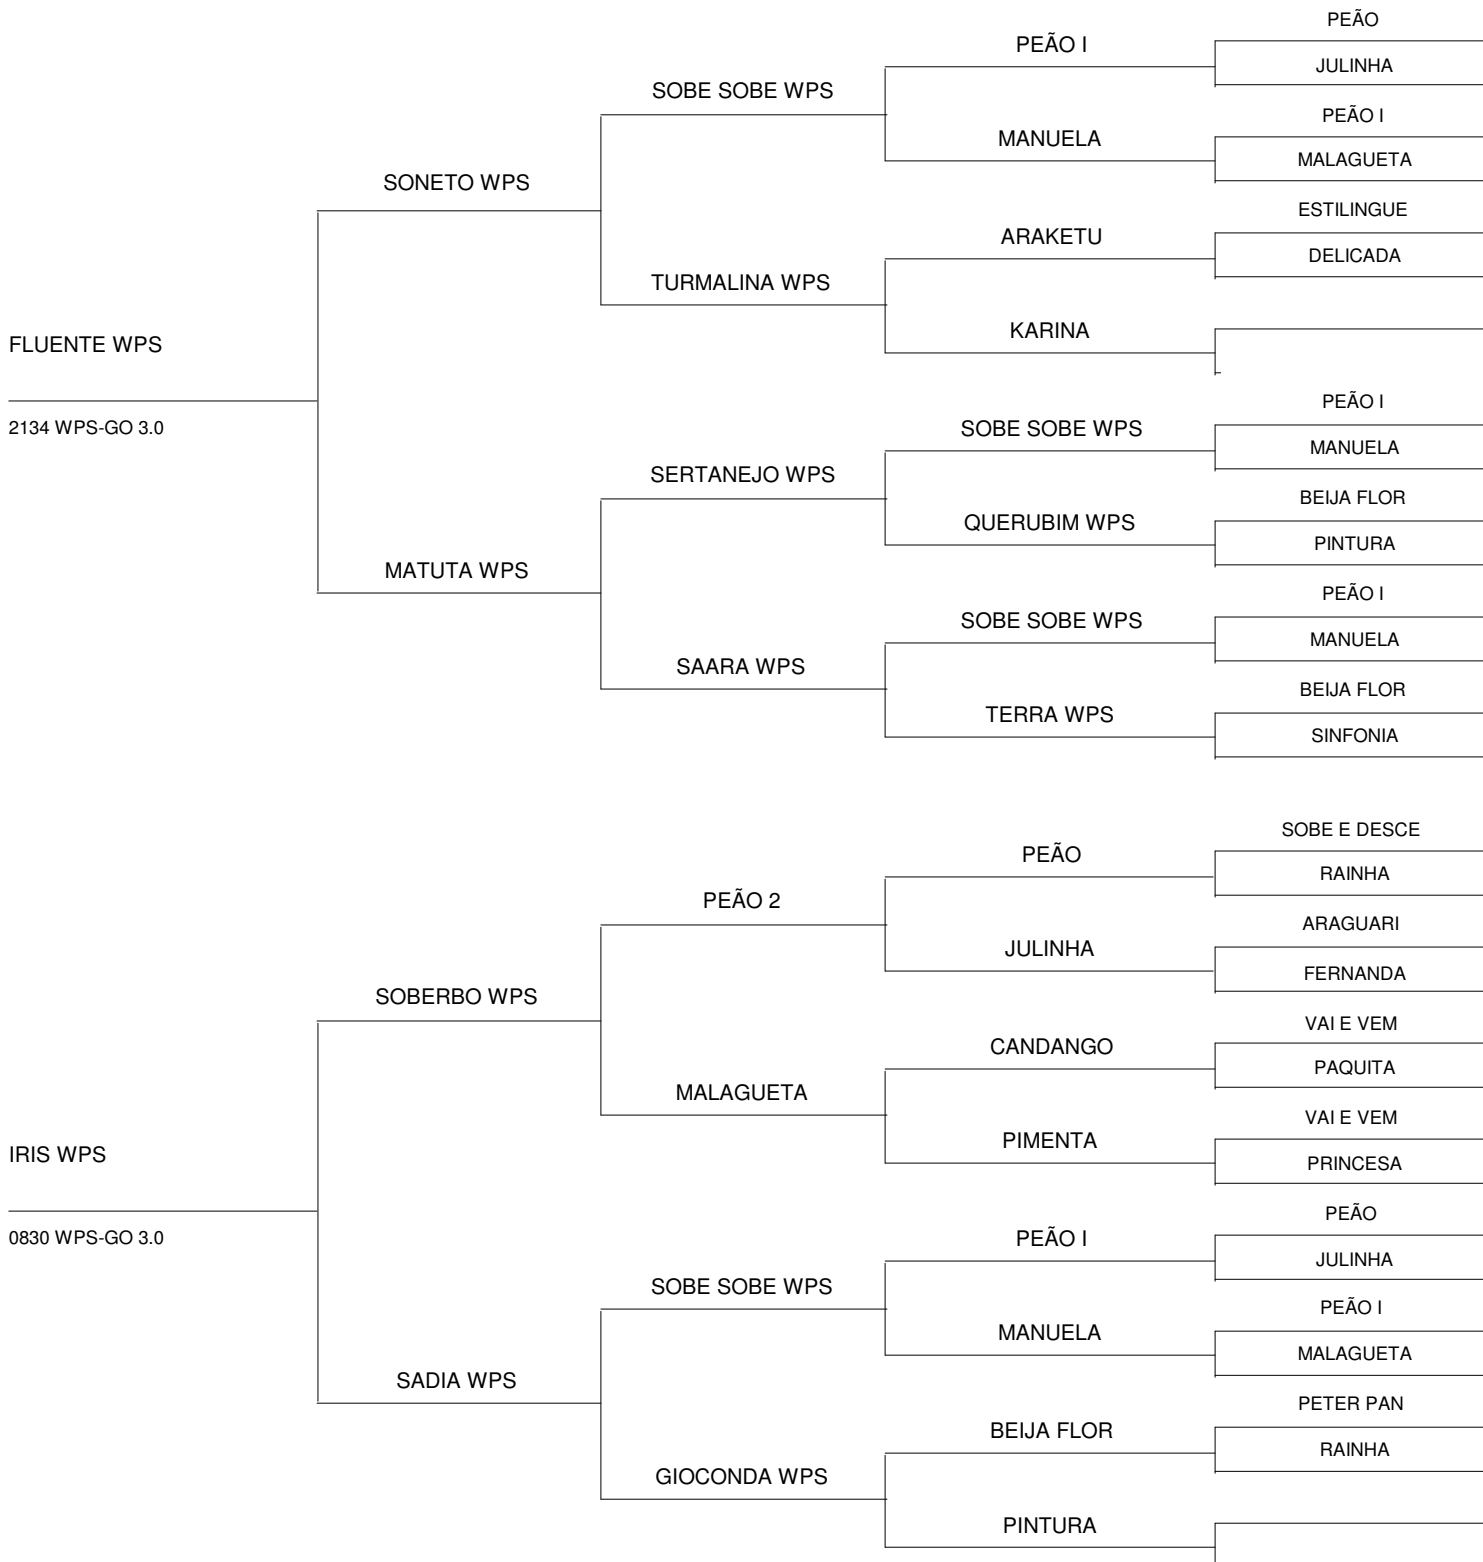 PEÃO
PEÃO I
JULINHA
SOBE SOBE WPS
PEÃO I
MANUELA
MALAGUETA
SONETO WPS
ESTILINGUE
ARAKETU
DELICADA
TURMALINA WPS
KARINA
FLUENTE WPS
PEÃO I
2134 WPS-GO 3.0
SOBE SOBE WPS
MANUELA
SERTANEJO WPS
BEIJA FLOR
QUERUBIM WPS
PINTURA
MATUTA WPS
PEÃO I
SOBE SOBE WPS
MANUELA
SAARA WPS
BEIJA FLOR
TERRA WPS
SINFONIA
SOBE E DESCE
PEÃO
RAINHA
PEÃO 2
ARAGUARI
JULINHA
FERNANDA
SOBERBO WPS
VAI E VEM
CANDANGO
PAQUITA
MALAGUETA
VAI E VEM
PIMENTA
PRINCESA
IRIS WPS
PEÃO
0830 WPS-GO 3.0
PEÃO I
JULINHA
SOBE SOBE WPS
PEÃO I
MANUELA
MALAGUETA
SADIA WPS
PETER PAN
BEIJA FLOR
RAINHA
GIOCONDA WPS
PINTURA